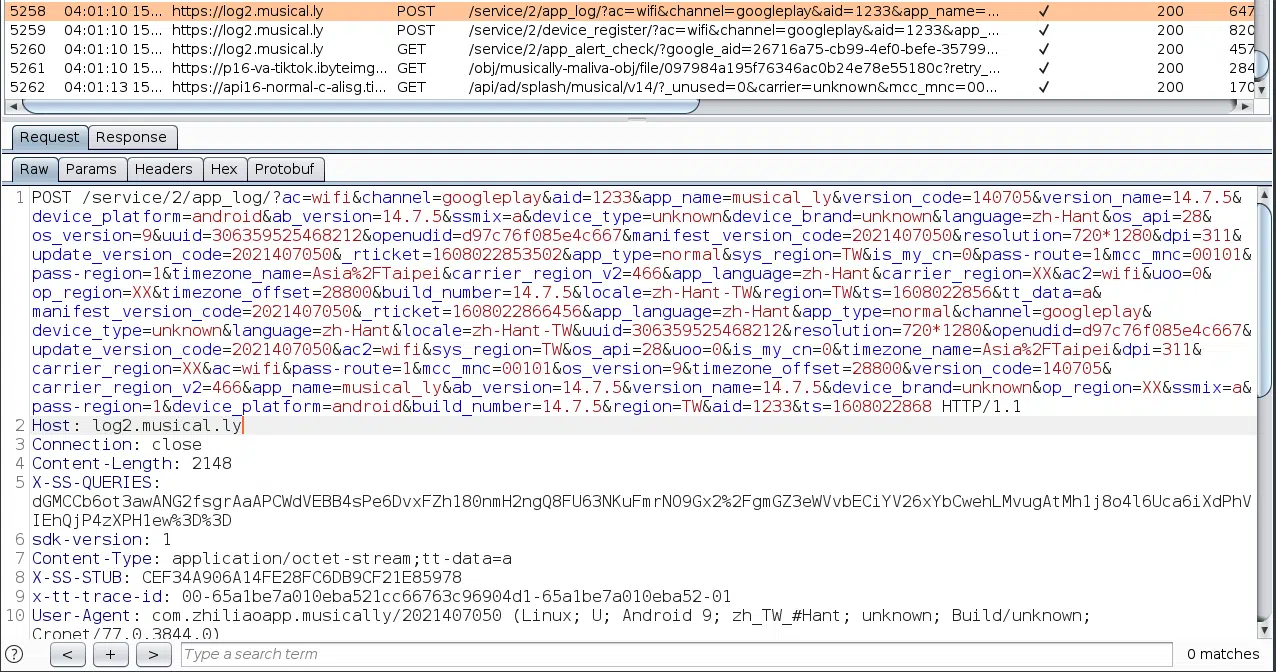 5258 04:01:10 15... https://log2.musical.ly POST /service/2/app_log/?ac=wifi&channel=googleplay&aid=1233&app_name=... ✓ 200 647
5259 04:01:10 15... https://log2.musical.ly POST /service/2/device_register/?ac=wifi&channel=googleplay&aid=1233&app_... ✓ 200 820
5260 04:01:10 15... https://log2.musical.ly GET /service/2/app_alert_check/?google_aid=26716a75-cb99-4ef0-befe-35799... ✓ 200 457
5261 04:01:10 15... https://p16-va-tiktok.ibyteimg... GET /obj/musically-maliva-obj/file/097984a195f76346ac0b24e78e55180c?retry_... ✓ 200 284
5262 04:01:13 15... https://api16-normal-c-alisg.ti... GET /api/ad/splash/musical/v14/?_unused=0&carrier=unknown&mcc_mnc=00... ✓ 200 170
Request Response
Raw Params Headers Hex Protobuf
1 POST /service/2/app_log/?ac=wifi&channel=googleplay&aid=1233&app_name=musical_ly&version_code=140705&version_name=14.7.5&
device_platform=android&ab_version=14.7.5&ssmix=a&device_type=unknown&device_brand=unknown&language=zh-Hant&os_api=28&
os_version=9&uuid=306359525468212&openudid=d97c76f085e4c667&manifest_version_code=2021407050&resolution=720*1280&dpi=311&
update_version_code=2021407050&_rticket=1608022853502&app_type=normal&sys_region=TW&is_my_cn=0&pass-route=1&mcc_mnc=00101&
pass-region=1&timezone_name=Asia%2FTaipei&carrier_region_v2=466&app_language=zh-Hant&carrier_region=XX&ac2=wifi&uoo=0&
op_region=XX&timezone_offset=28800&build_number=14.7.5&locale=zh-Hant-TW&region=TW&ts=1608022856&tt_data=a&
manifest_version_code=2021407050&_rticket=1608022866456&app_language=zh-Hant&app_type=normal&channel=googleplay&
device_type=unknown&language=zh-Hant&locale=zh-Hant-TW&uuid=306359525468212&resolution=720*1280&openudid=d97c76f085e4c667&
update_version_code=2021407050&ac2=wifi&sys_region=TW&os_api=28&uoo=0&is_my_cn=0&timezone_name=Asia%2FTaipei&dpi=311&
carrier_region=XX&ac=wifi&pass-route=1&mcc_mnc=00101&os_version=9&timezone_offset=28800&version_code=140705&
carrier_region_v2=466&app_name=musical_ly&ab_version=14.7.5&version_name=14.7.5&device_brand=unknown&op_region=XX&ssmix=a&
pass-region=1&device_platform=android&build_number=14.7.5&region=TW&aid=1233&ts=1608022868 HTTP/1.1
2 Host: log2.musical.ly
3 Connection: close
4 Content-Length: 2148
5 X-SS-QUERIES:
dGMCCb6ot3awANG2fsgrAaAPCWdVEBB4sPe6DvxFZh180nmH2ngQ8FU63NKuFmrNO9Gx2%2FgmGZ3eWVvbECiYV26xYbCwehLMvugAtMh1j8o4l6Uca6iXdPhV
IEhQjP4zXPH1ew%3D%3D
6 sdk-version: 1
7 Content-Type: application/octet-stream;tt-data=a
8 X-SS-STUB: CEF34A906A14FE28FC6DB9CF21E85978
9 x-tt-trace-id: 00-65a1be7a010eba521cc66763c96904d1-65a1be7a010eba52-01
10 User-Agent: com.zhiliaoapp.musically/2021407050 (Linux; U; Android 9; zh_TW_#Hant; unknown; Build/unknown;
Cronet/77.0.3844.0)
? < + > Type a search term 0 matches